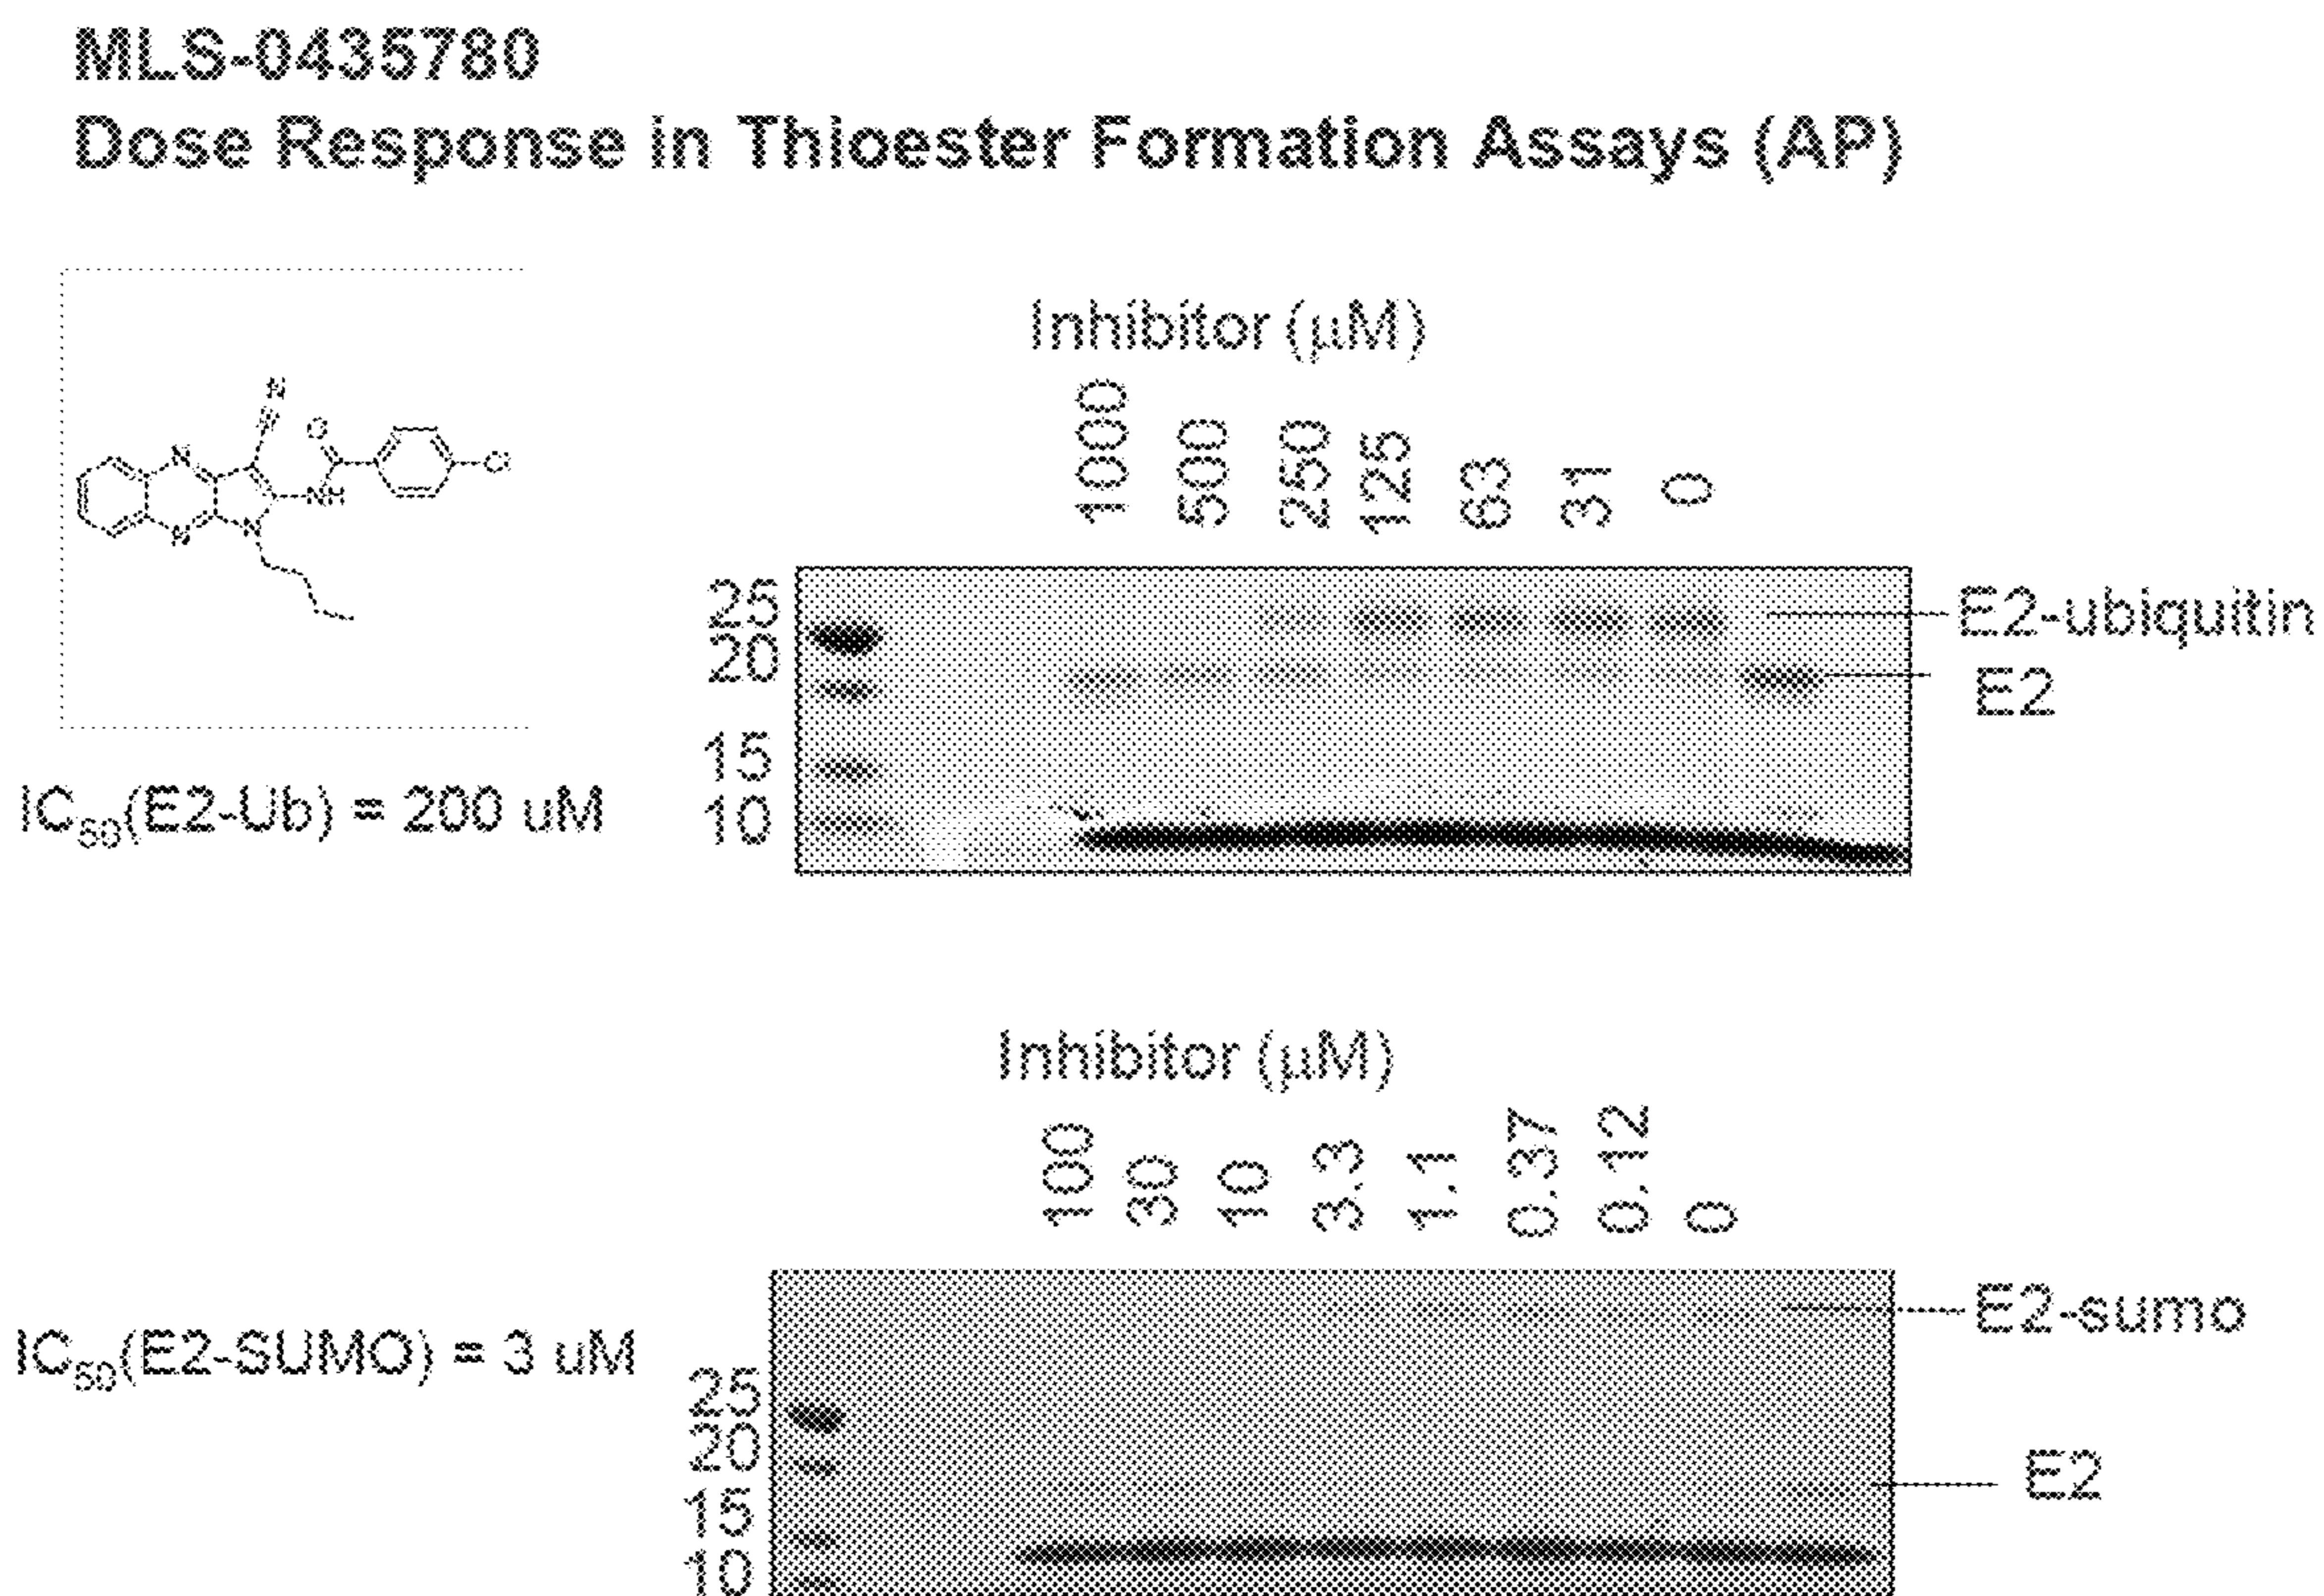 MLS-0435780
Dose Response in Thioester Formation Assays (AP)
N
N
O
Cl
NH
N
N
IC50(E2-Ub) = 200 uM
Inhibitor (μM)
1000
500
250
125
63
31
0
25
20
15
10
E2-ubiquitin
E2
IC50(E2-SUMO) = 3 uM
Inhibitor (μM)
100
30
10
3.3
1.1
0.37
0.12
0
25
20
15
10
E2-sumo
E2